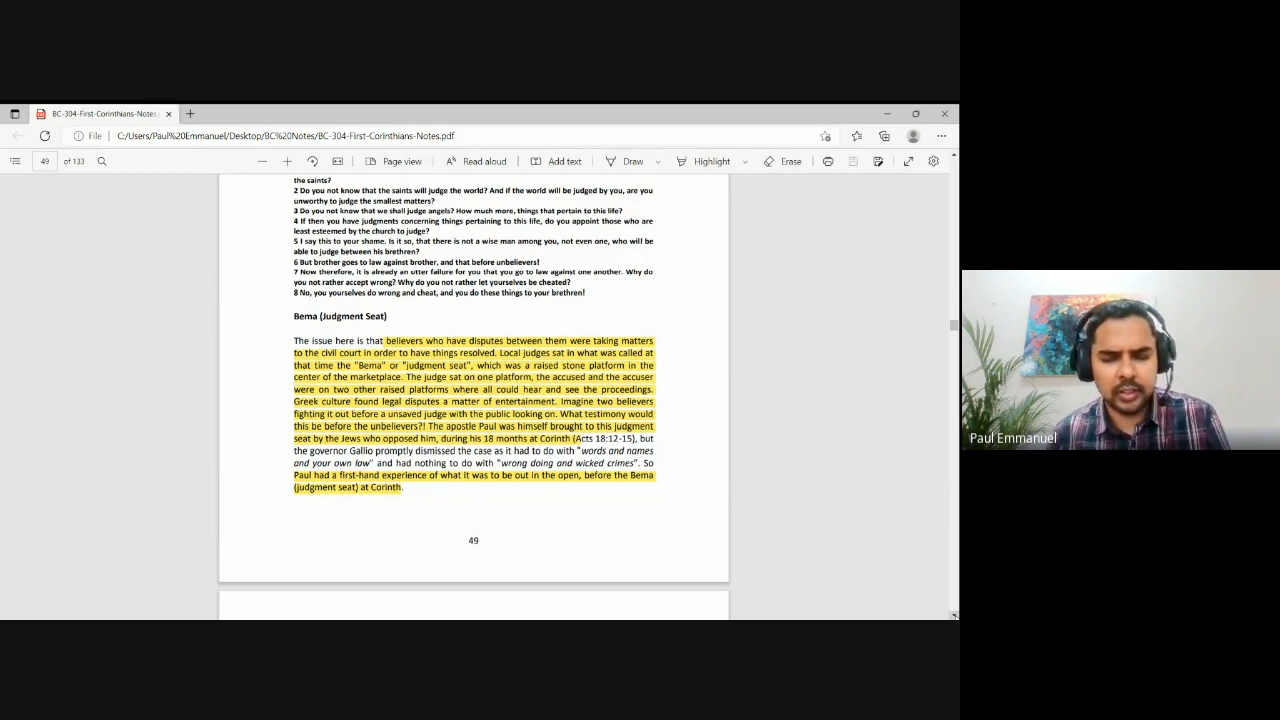 BC-304-First-Corinthians-Notes
File
C:/Users/Paul%20Emmanuel/Desktop/BC%20Notes/BC-304-First-Corinthians-Notes.pdf
49 of 133 Page view Read aloud Add text Draw Highlight Erase
the saints?
2 Do you not know that the saints will judge the world? And if the world will be judged by you, are you
unworthy to judge the smallest matters?
3 Do you not know that we shall judge angels? How much more, things that pertain to this life?
4 If then you have judgments concerning things pertaining to this life, do you appoint those who are
least esteemed by the church to judge?
5 I say this to your shame. Is it so, that there is not a wise man among you, not even one, who will be
able to judge between his brethren?
6 But brother goes to law against brother, and that before unbelievers!
7 Now therefore, it is already an utter failure for you that you go to law against one another. Why do
you not rather accept wrong? Why do you not rather let yourselves be cheated?
8 No, you yourselves do wrong and cheat, and you do these things to your brethren!
Bema (Judgment Seat)
The issue here is that believers who have disputes between them were taking matters
to the civil court in order to have things resolved. Local judges sat in what was called at
that time the "Bema" or "judgment seat", which was a raised stone platform in the
center of the marketplace. The judge sat on one platform, the accused and the accuser
were on two other raised platforms where all could hear and see the proceedings.
Greek culture found legal disputes a matter of entertainment. Imagine two believers
fighting it out before a unsaved judge with the public looking on. What testimony would
this be before the unbelievers?! The apostle Paul was himself brought to this judgment
seat by the Jews who opposed him, during his 18 months at Corinth (Acts 18:12-15), but
the governor Gallio promptly dismissed the case as it had to do with "words and names
and your own law" and had nothing to do with "wrong doing and wicked crimes". So
Paul had a first-hand experience of what it was to be out in the open, before the Bema
(judgment seat) at Corinth.
49
Paul Emmanuel